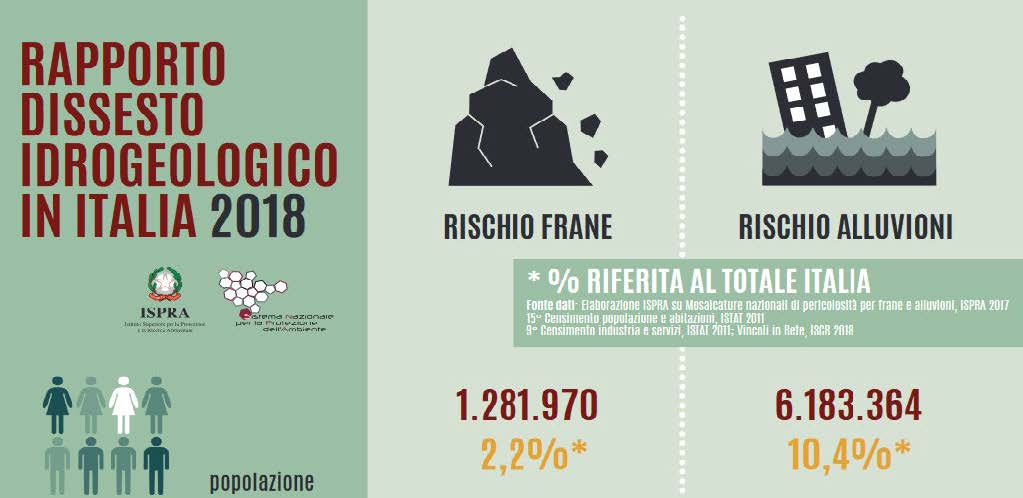 RAPPORTO
DISSESTO
IDROGEOLOGICO
IN ITALIA 2018
ISPRA
Istituto Superiore per la Protezione
e la Ricerca Ambientale
Sistema Nazionale
per la Protezione
dell'Ambiente
RISCHIO FRANE
RISCHIO ALLUVIONI
* % RIFERITA AL TOTALE ITALIA
Fonte dati: Elaborazione ISPRA su Mosaicature nazionali di pericolosità per frane e alluvioni, ISPRA 2017
15° Censimento popolazione e abitazioni, ISTAT 2011
9° Censimento industria e servizi, ISTAT 2011; Vincoli in Rete, ISCR 2018
1.281.970
6.183.364
2,2%*
10,4%*
popolazione